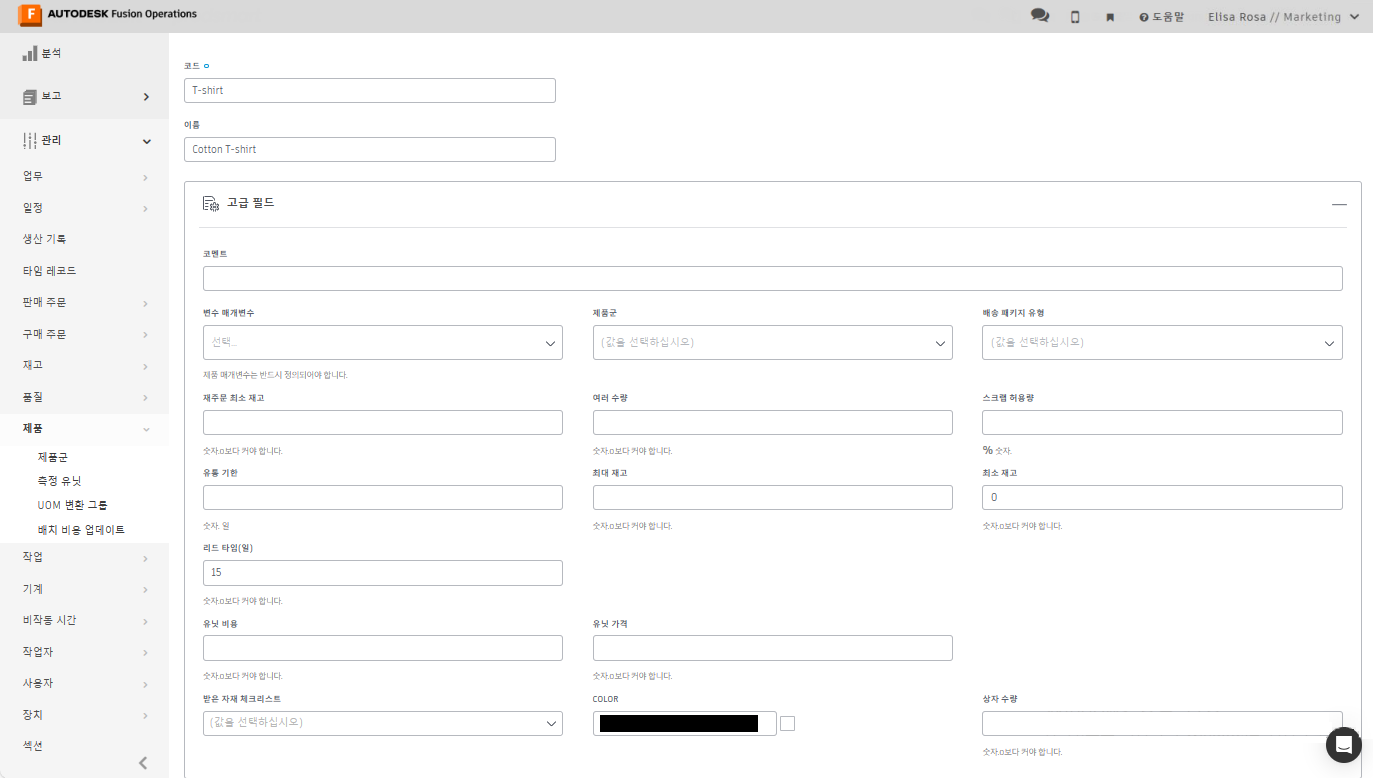 F AUTODESK Fusion Operations
도움말
Elisa Rosa // Marketing
분석
보고
관리
업무
일정
생산 기록
타임 레코드
판매 주문
구매 주문
재고
품질
제품
제품군
측정 유닛
UOM 변환 그룹
배치 비용 업데이트
작업
기계
비작동 시간
작업자
사용자
장치
섹션
코드
T-shirt
이름
Cotton T-shirt
고급 필드
코멘트
변수 매개변수
제품군
배송 패키지 유형
선택...
(값을 선택하십시오)
(값을 선택하십시오)
제품 매개변수는 반드시 정의되어야 합니다.
재주문 최소 재고
여러 수량
스크랩 허용량
숫자.0보다 커야 합니다.
숫자.0보다 커야 합니다.
% 숫자.
유통 기한
최대 재고
최소 재고
0
숫자. 일
숫자.0보다 커야 합니다.
숫자.0보다 커야 합니다.
리드 타임(일)
15
숫자.0보다 커야 합니다.
유닛 비용
유닛 가격
숫자.0보다 커야 합니다.
숫자.0보다 커야 합니다.
받은 자재 체크리스트
COLOR
상자 수량
(값을 선택하십시오)
숫자.0보다 커야 합니다.